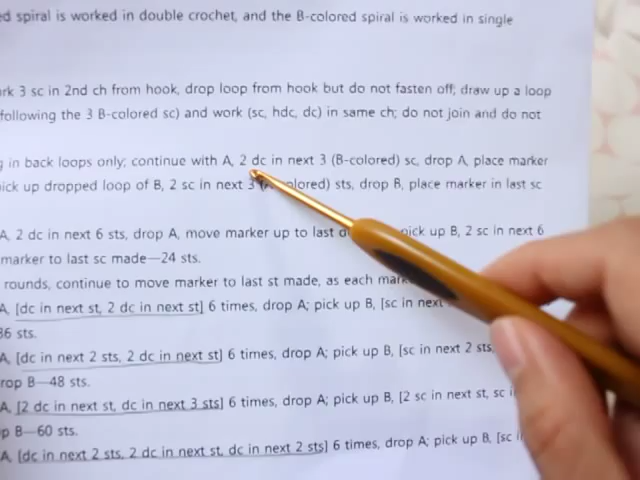 ed spiral is worked in double crochet, and the B-colored spiral is worked in single
rk 3 sc in 2nd ch from hook, drop loop from hook but do not fasten off; draw up a loop
following the 3 B-colored sc) and work (sc, hdc, dc) in same ch; do not join and do not
g in back loops only, continue with A, 2 dc in next 3 (B-colored) sc, drop A, place marker
ick up dropped loop of B, 2 sc in next 3 olored) sts, drop B, place marker in last sc
A, 2 dc in next 6 sts, drop A, move marker up to last pick up B, 2 sc in next 6
marker to last sc made—24 sts.
rounds, continue to move marker to last st made, as each
A, [dc in next st, 2 dc in next st] 6 times, drop A; pick up B, [sc in next
36 sts.
A, [dc in next 2 sts, 2 dc in next st] 6 times, drop A; pick up B, [sc in next 2 sts,
rop B—48 sts.
A, [2 dc in next st, dc in next 3 sts] 6 times, drop A; pick up B, [2 sc in next st, sc i
p B—60 sts.
A, [dc in next 2 sts, 2 dc in next st, dc in next 2 sts] 6 times, drop A; pick up B, [sc